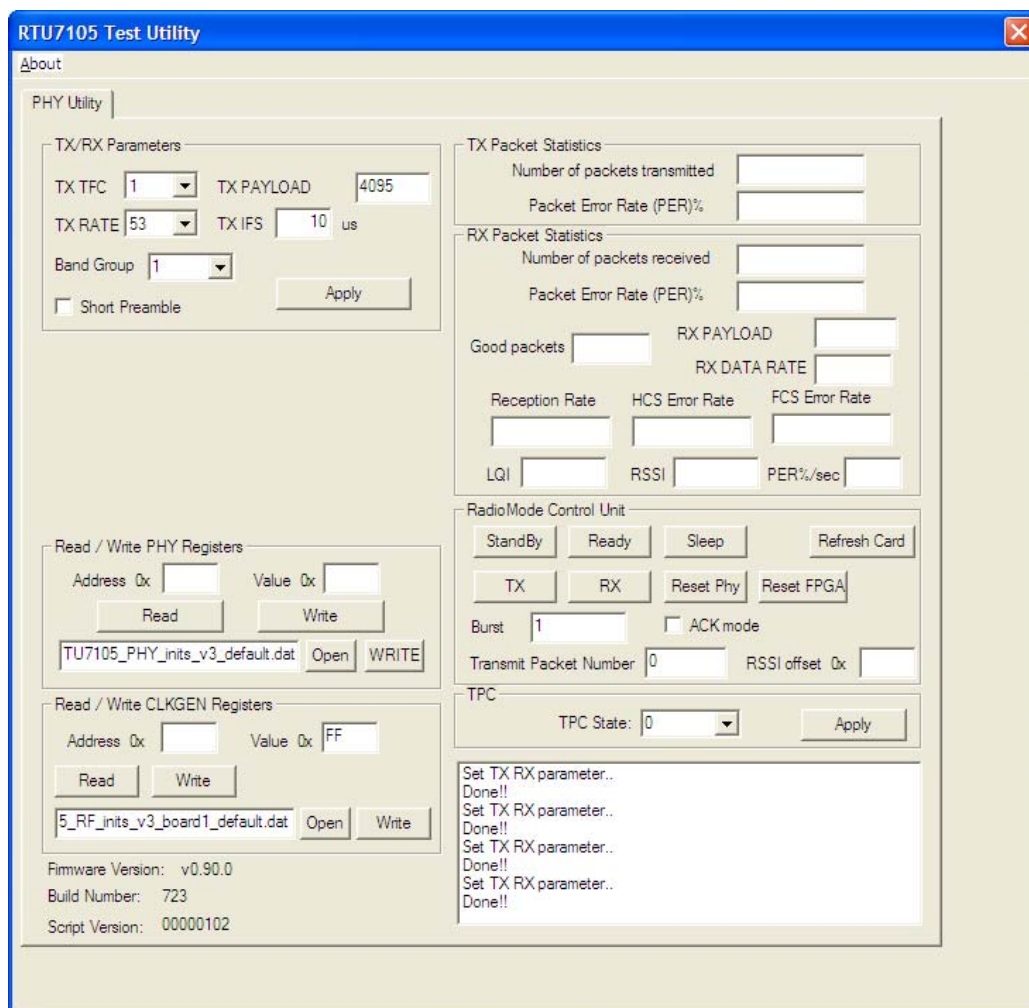 RTU7105 Test Utility
About
PHY Utility
TX/RX Parameters
TX TFC 1 TX PAYLOAD 4095
TX RATE 53 TX IFS 10 us
Band Group 1
Short Preamble Apply
TX Packet Statistics
Number of packets transmitted
Packet Error Rate (PER)%
RX Packet Statistics
Number of packets received
Packet Error Rate (PER)%
Good packets RX PAYLOAD
RX DATA RATE
Reception Rate HCS Error Rate FCS Error Rate
LQI RSSI PER%/sec
Read / Write PHY Registers
Address 0x Value 0x
Read Write
TU7105_PHY_inits_v3_default.dat Open WRITE
Read / Write CLKGEN Registers
Address 0x Value 0x FF
Read Write
5_RF_inits_v3_board1_default.dat Open Write
Firmware Version: v0.90.0
Build Number: 723
Script Version: 00000102
RadioMode Control Unit
StandBy Ready Sleep Refresh Card
TX RX Reset Phy Reset FPGA
Burst 1 ACK mode
Transmit Packet Number 0 RSSI offset 0x
TPC
TPC State: 0 Apply
Set TX RX parameter..
Done!!
Set TX RX parameter..
Done!!
Set TX RX parameter..
Done!!
Set TX RX parameter..
Done!!